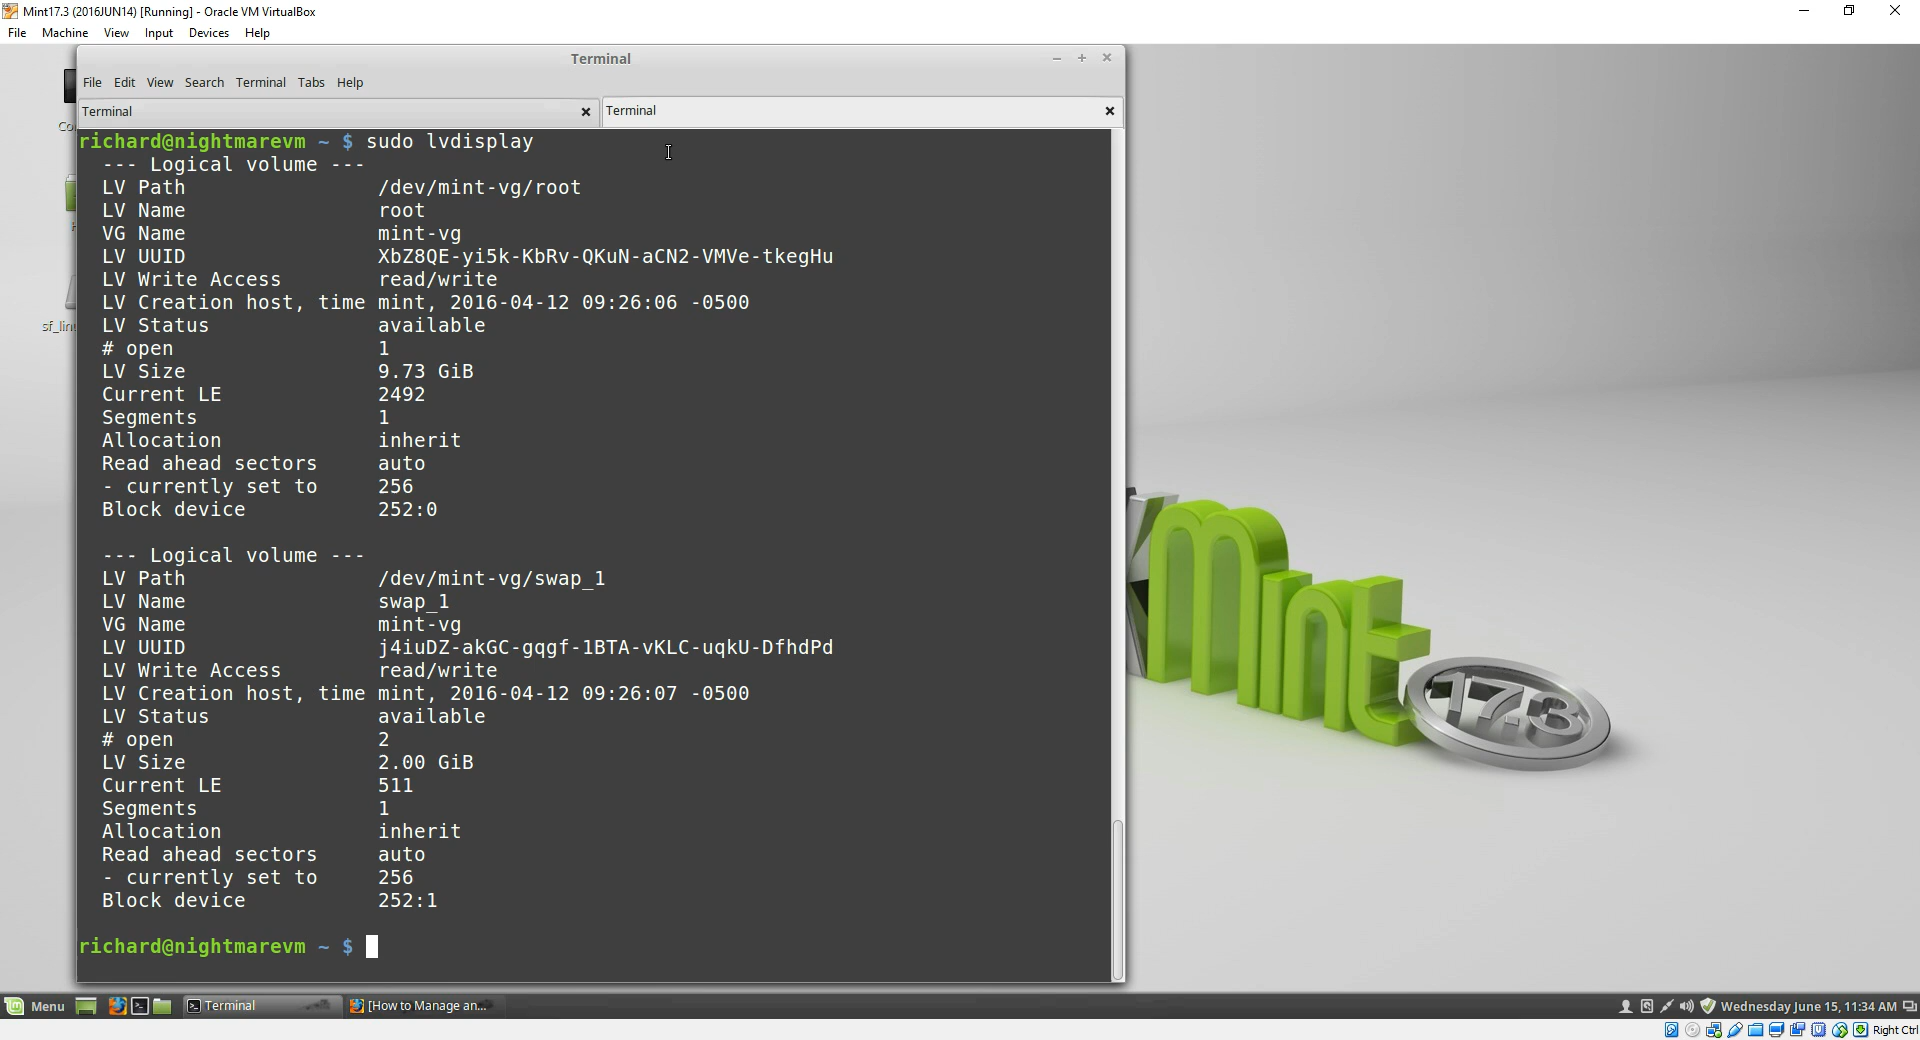 Mint17.3 (2016JUN14) [Running] - Oracle VM VirtualBox
File Machine View Input Devices Help
Terminal
File Edit View Search Terminal Tabs Help
Terminal Terminal
richard@nightmarevm ~ $ sudo lvdisplay
--- Logical volume ---
LV Path /dev/mint-vg/root
LV Name root
VG Name mint-vg
LV UUID XbZ8QE-yi5k-KbRv-QKuN-aCN2-VMVe-tkegHu
LV Write Access read/write
LV Creation host, time mint, 2016-04-12 09:26:06 -0500
LV Status available
# open 1
LV Size 9.73 GiB
Current LE 2492
Segments 1
Allocation inherit
Read ahead sectors auto
- currently set to 256
Block device 252:0
--- Logical volume ---
LV Path /dev/mint-vg/swap_1
LV Name swap_1
VG Name mint-vg
LV UUID j4iuDZ-akGC-gqgf-1BTA-vKLC-uqkU-DfhdPd
LV Write Access read/write
LV Creation host, time mint, 2016-04-12 09:26:07 -0500
LV Status available
# open 2
LV Size 2.00 GiB
Current LE 511
Segments 1
Allocation inherit
Read ahead sectors auto
- currently set to 256
Block device 252:1
richard@nightmarevm ~ $
mint
17.3
Menu Terminal [How to Manage an... Wednesday June 15, 11:34 AM
Right Ctrl